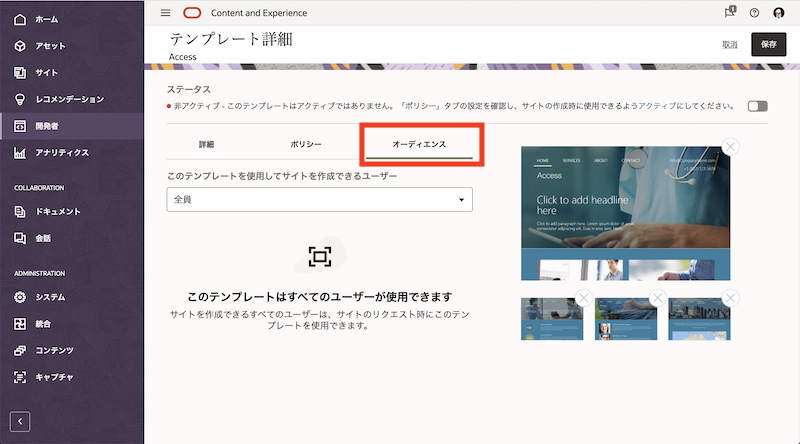 ホーム
アセット
サイト
レコメンデーション
開発者
アナリティクス
COLLABORATION
ドキュメント
会話
ADMINISTRATION
システム
統合
コンテンツ
キャプチャ
Content and Experience
テンプレート詳細
Access
取消
保存
ステータス
非アクティブ - このテンプレートはアクティブではありません。「ポリシー」タブの設定を確認し、サイトの作成時に使用できるようアクティブにしてください。
詳細
ポリシー
オーディエンス
このテンプレートを使用してサイトを作成できるユーザー
全員
このテンプレートはすべてのユーザーが使用できます
サイトを作成できるすべてのユーザーは、サイトのリクエスト時にこのテン
プレートを使用できます。
HOME SERVICES ABOUT CONTACT
Access
Click to add headline
here